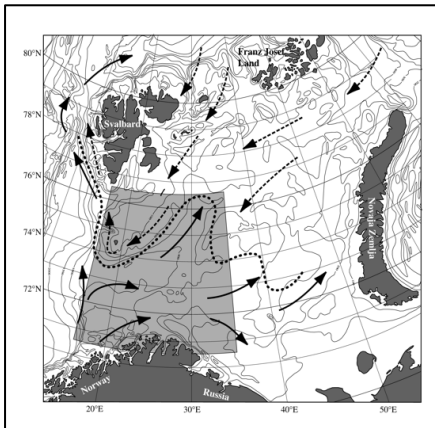 80°N
Franz Josef
Land
78°N
Svalbard
76°N
74°N
Novaja Zemlja
72°N
Norway
Russia
20°E
30°E
40°E
50°E